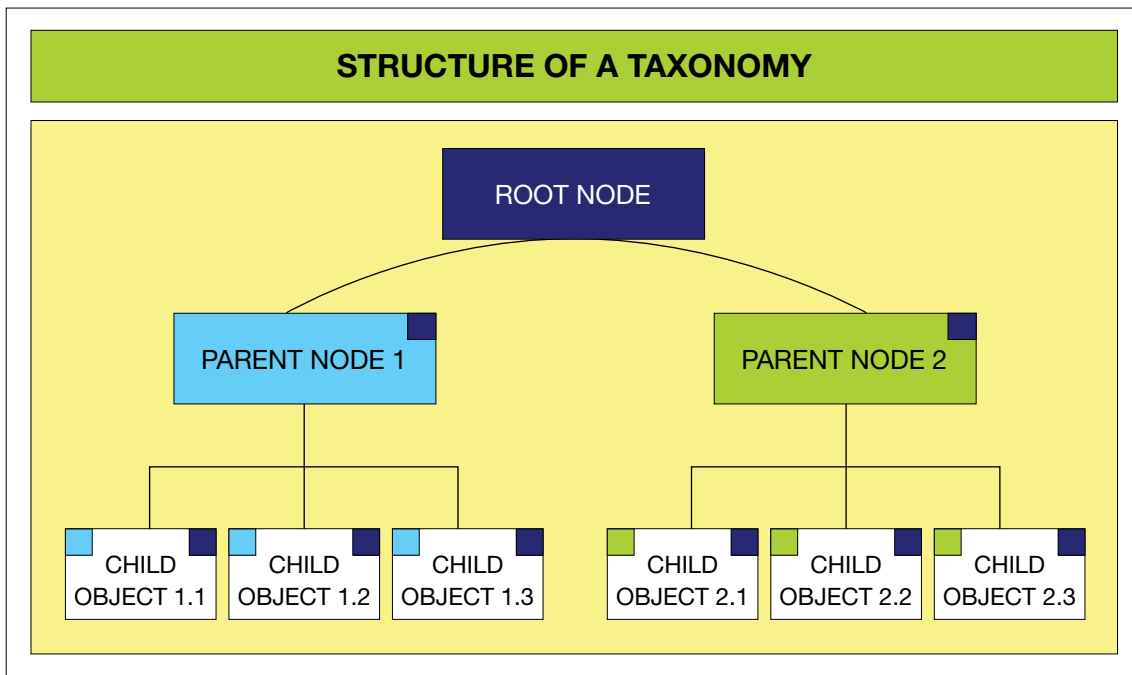 STRUCTURE OF A TAXONOMY
ROOT NODE
PARENT NODE 1
PARENT NODE 2
CHILD
OBJECT 1.1
CHILD
OBJECT 1.2
CHILD
OBJECT 1.3
CHILD
OBJECT 2.1
CHILD
OBJECT 2.2
CHILD
OBJECT 2.3